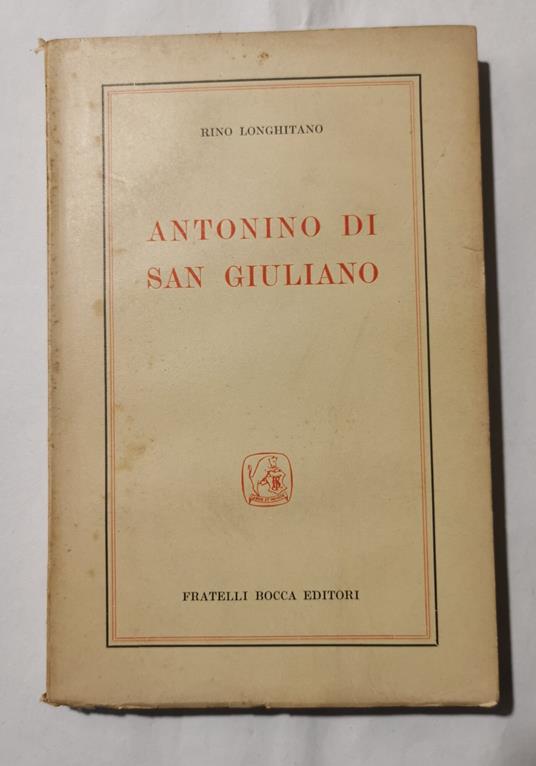 RINO LONGHITANO
ANTONINO DI
SAN GIULIANO
FRATELLI BOCCA EDITORI